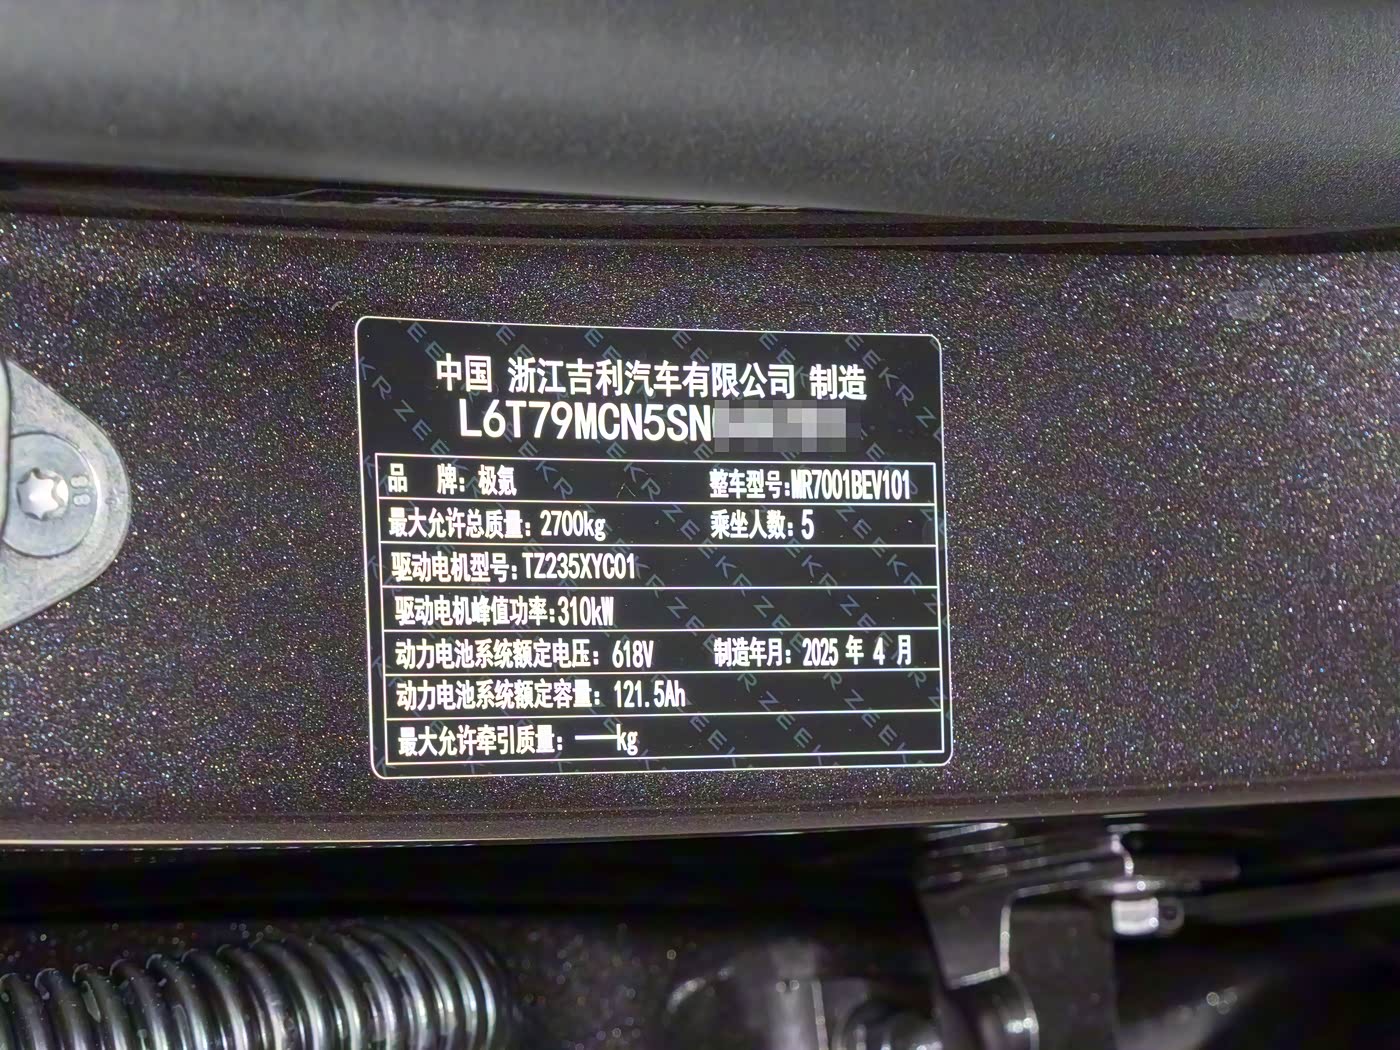 中国 浙江吉利汽车有限公司 制造
L6T79MCN5SN
品 牌: 极氪 整车型号:MR7001BEV101
最大允许总质量: 2700kg 乘坐人数: 5
驱动电机型号: TZ235XYC01
驱动电机峰值功率:310kW
动力电池系统额定电压: 618V 制造年月: 2025 年 4 月
动力电池系统额定容量: 121.5Ah
最大允许牵引质量: ——kg
ZEEKR
88